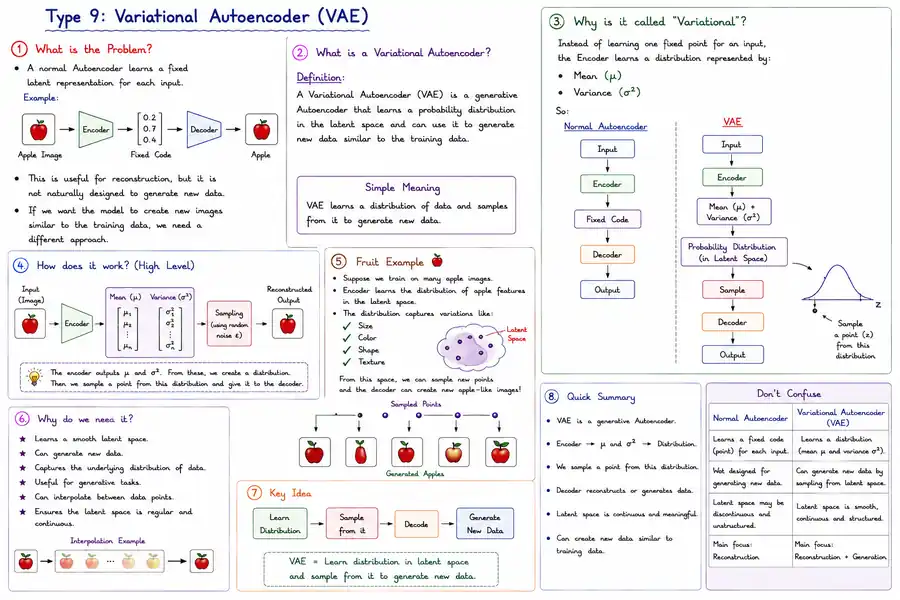 Type 9: Variational Autoencoder (VAE)
1 What is the Problem?
• A normal Autoencoder learns a fixed
latent representation for each input.
Example:
Encoder
0.2
0.7
0.4
Decoder
Apple Image
Fixed Code
Apple
• This is useful for reconstruction, but it is
not naturally designed to generate new data.
• If we want the model to create new images
similar to the training data, we need a
different approach.
2. What is a Variational Autoencoder?
Definition:
A Variational Autoencoder (VAE) is a generative
Autoencoder that learns a probability distribution
in the latent space and can use it to generate
new data similar to the training data.
Simple Meaning
VAE learns a distribution of data and samples
from it to generate new data.
3 Why is it called "Variational"?
Instead of learning one fixed point for an input,
the Encoder learns a distribution represented by:
• Mean (μ)
• Variance (σ²)
So:
Normal Autoencoder
Input
Encoder
Fixed Code
Decoder
Output
VAE
Input
Encoder
Mean (μ) +
Variance (σ²)
Probability Distribution
(in Latent Space)
Sample
Decoder
Output
z
Sample
a point (z)
from this
distribution
4. How does it work? (High Level)
Input
(Image)
Encoder
Mean (μ) Variance (σ²)
μ₁ σ²₁
μ₂ σ²₂
⋮ ⋮
μₙ σ²ₙ
Sampling
(using random
noise ε)
Reconstructed
Output
The encoder outputs μ and σ². From these, we create a distribution.
Then we sample a point from this distribution and give it to the decoder.
5 Fruit Example
• Suppose we train on many apple images.
• Encoder learns the distribution of apple features
in the latent space.
• The distribution captures variations like:
✓ Size
✓ Color
✓ Shape
✓ Texture
Latent
Space
From this space, we can sample new points
and the decoder can create new apple-like images!
Sampled Points
Generated Apples
6. Why do we need it?
★ Learns a smooth latent space.
★ Can generate new data.
★ Captures the underlying distribution of data.
★ Useful for generative tasks.
★ Can interpolate between data points.
★ Ensures the latent space is regular and
continuous.
Interpolation Example
...
7 Key Idea
Learn
Distribution
Sample
from it
Decode
Generate
New Data
VAE = Learn distribution in latent space
and sample from it to generate new data.
8. Quick Summary
• VAE is a generative Autoencoder.
• Encoder → μ and σ² → Distribution.
• We sample a point from this distribution.
• Decoder reconstructs or generates data.
• Latent space is continuous and meaningful.
• Can create new data similar to
training data.
Don't Confuse
Normal Autoencoder
Variational Autoencoder
(VAE)
Learns a fixed code
(point) for each input.
Learns a distribution
(mean μ and variance σ²).
Not designed for
generating new data.
Can generate new data by
sampling from latent space.
Latent space may be
discontinuous and
unstructured.
Latent space is smooth,
continuous and structured.
Main focus:
Reconstruction
Main focus:
Reconstruction + Generation